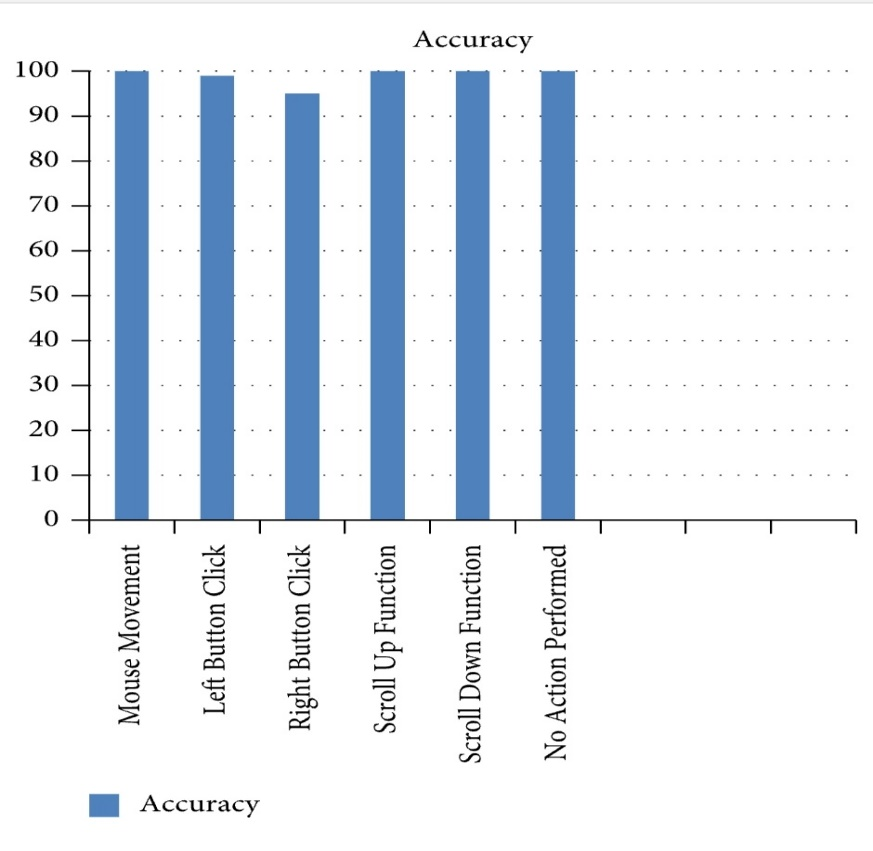 Accuracy
100
90
80
70
60
50
40
30
20
10
0
Mouse Movement
Left Button Click
Right Button Click
Scroll Up Function
Scroll Down Function
No Action Performed
Accuracy